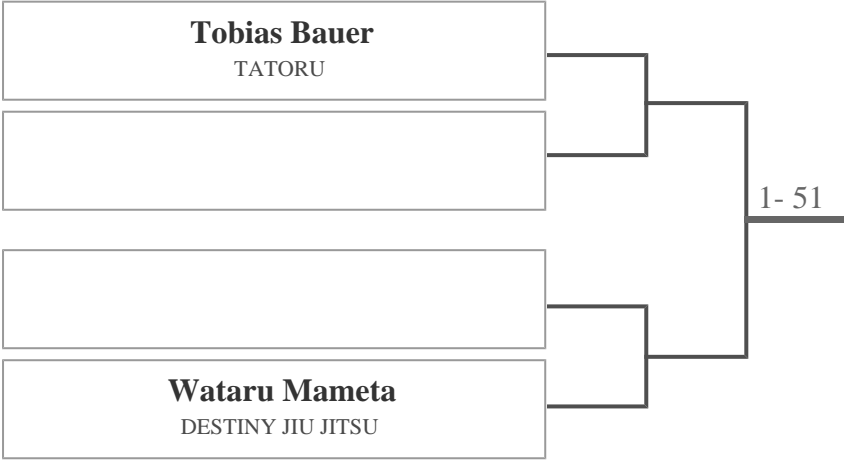 Tobias Bauer
TATORU
1- 51
Wataru Mameta
DESTINY JIU JITSU